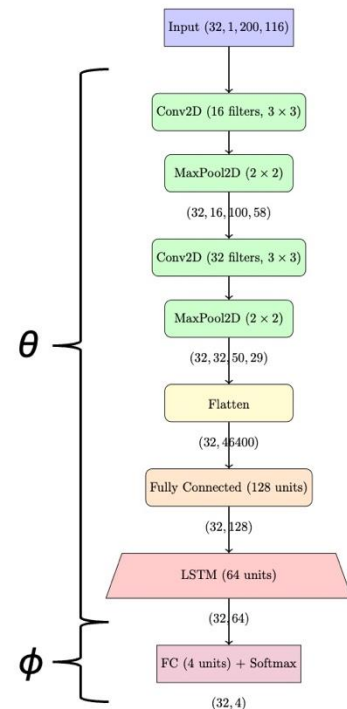 Input (32, 1, 200, 116)
Conv2D (16 filters, 3 × 3)
MaxPool2D (2 × 2)
(32, 16, 100, 58)
Conv2D (32 filters, 3 × 3)
MaxPool2D (2 × 2)
(32, 32, 50, 29)
θ
Flatten
(32, 46400)
Fully Connected (128 units)
(32, 128)
LSTM (64 units)
(32, 64)
ϕ
FC (4 units) + Softmax
(32, 4)